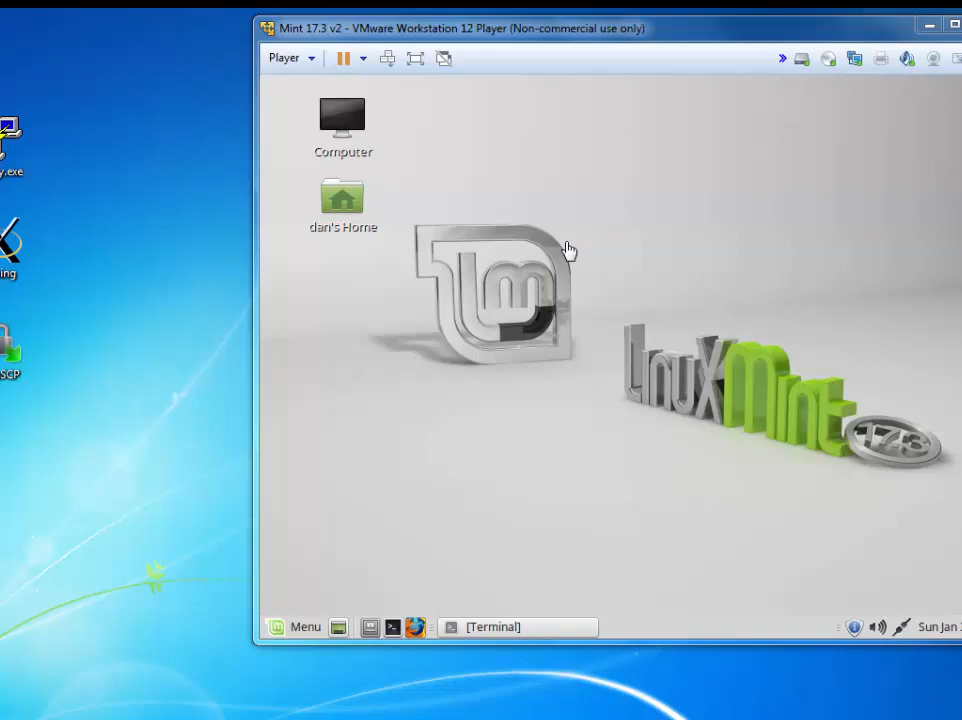 Mint 17.3 v2 - VMware Workstation 12 Player (Non-commercial use only)
Player
y.exe
ing
SCP
Computer
dan's Home
lm
LinuxMint
17.3
Menu
[Terminal]
Sun Jan